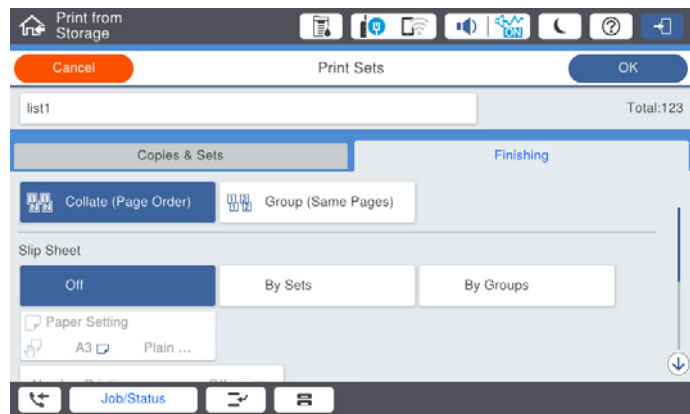 Print from
Storage
ON
?
Cancel
Print Sets
OK
list1
Total:123
Copies & Sets
Finishing
Collate (Page Order)
Group (Same Pages)
Slip Sheet
Off
By Sets
By Groups
Paper Setting
A3
Plain ...
Job/Status